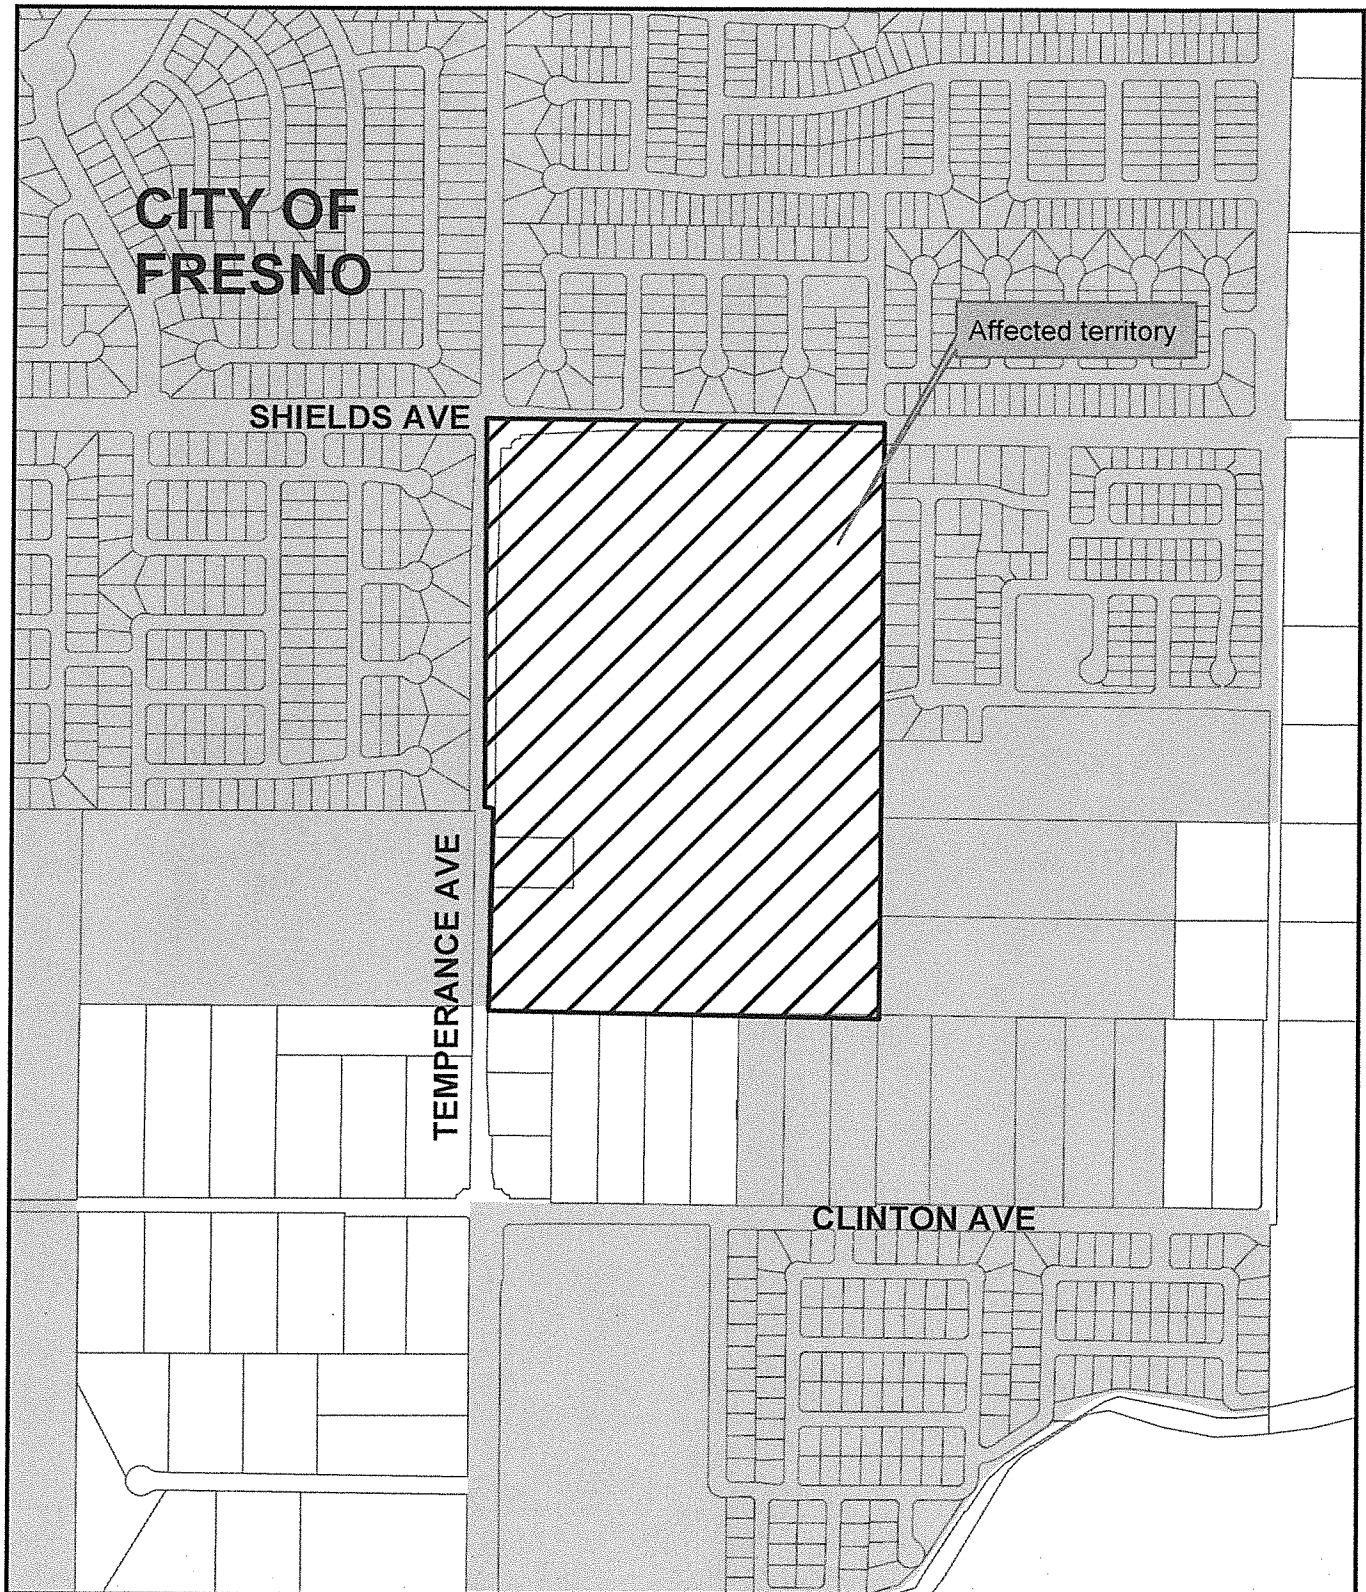 CITY OF
FRESNO
Affected territory
SHIELDS AVE
TEMPERANCE AVE
CLINTON AVE